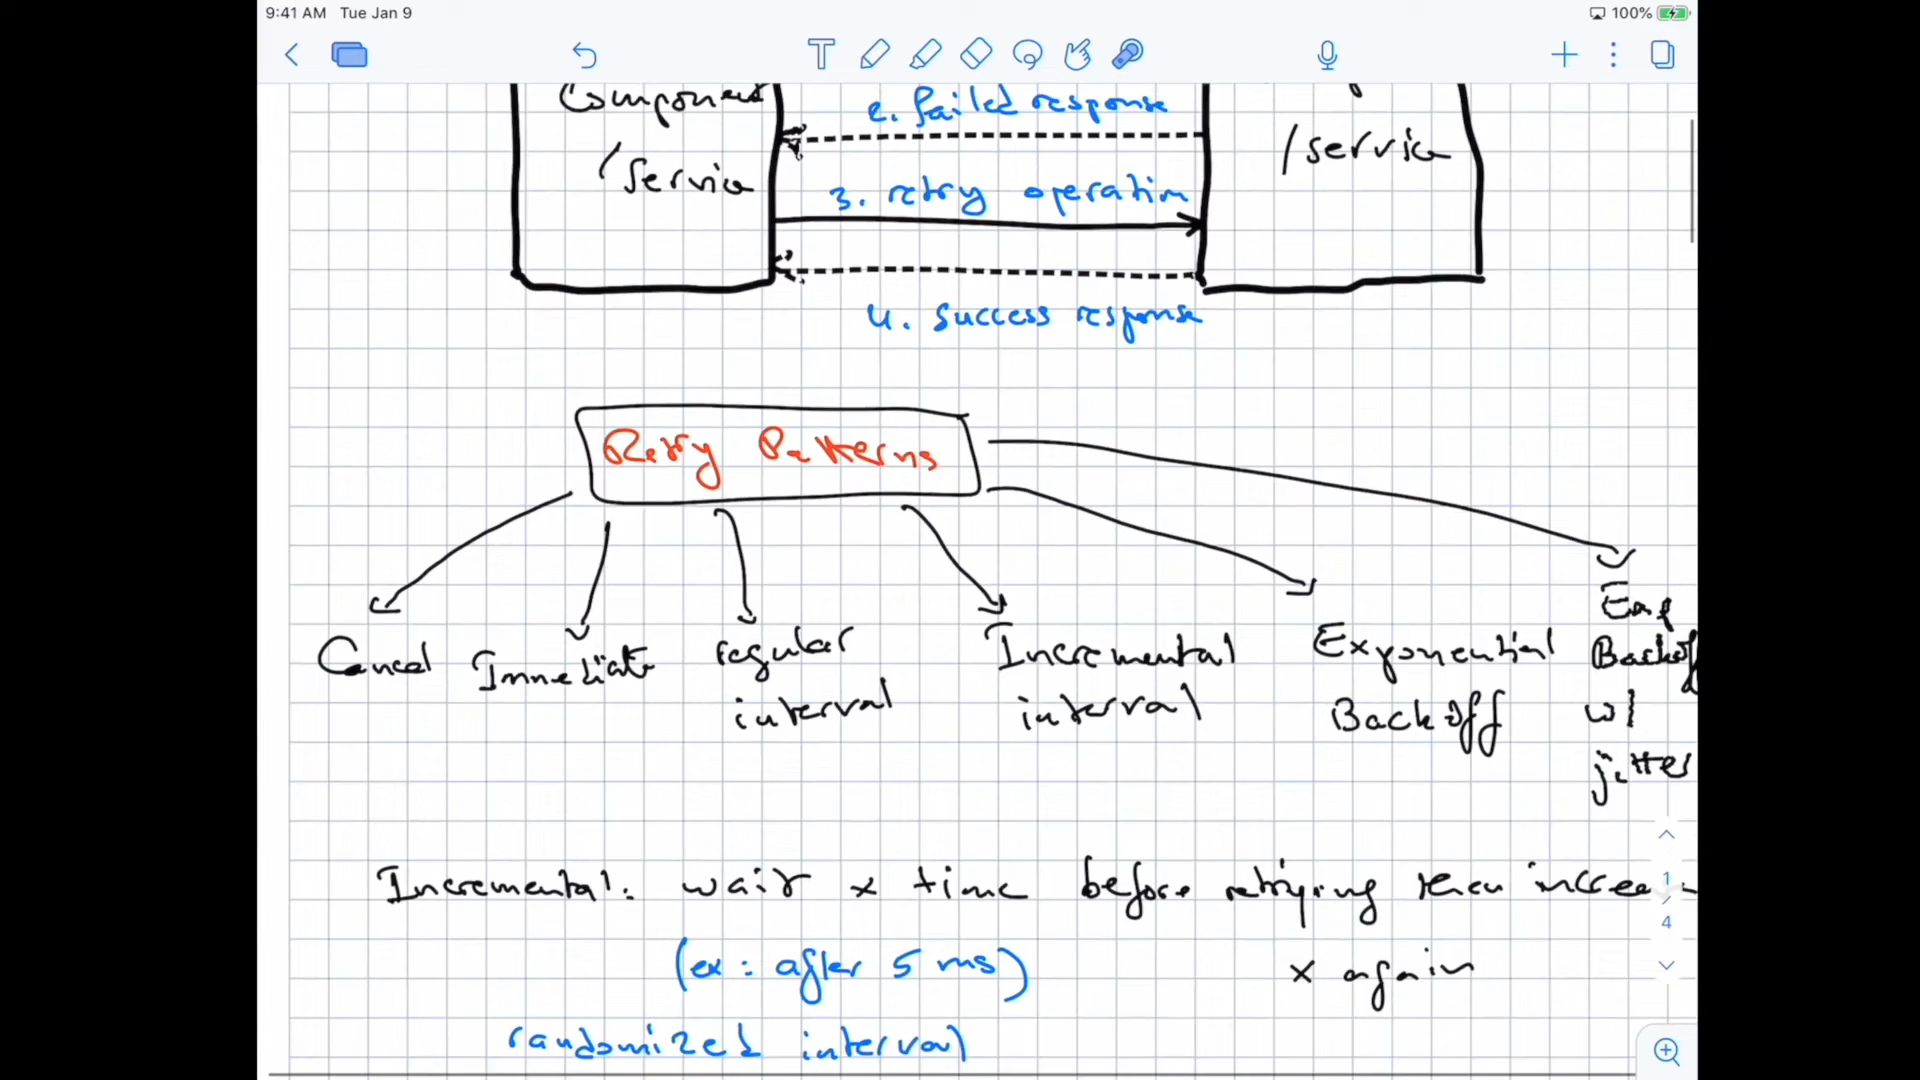 9:41 AM Tue Jan 9
100%
T
Component
/Service
2. failed response
3. retry operation
4. success response
/service
Retry Patterns
Cancel
Immediate
regular
interval
Incremental
interval
Exponential
Backoff
Exp
Backoff
w/
jitter
Incremental: wait x time before retrying then increa
x again
(ex: after 5 ms)
randomized interval
1
/
4